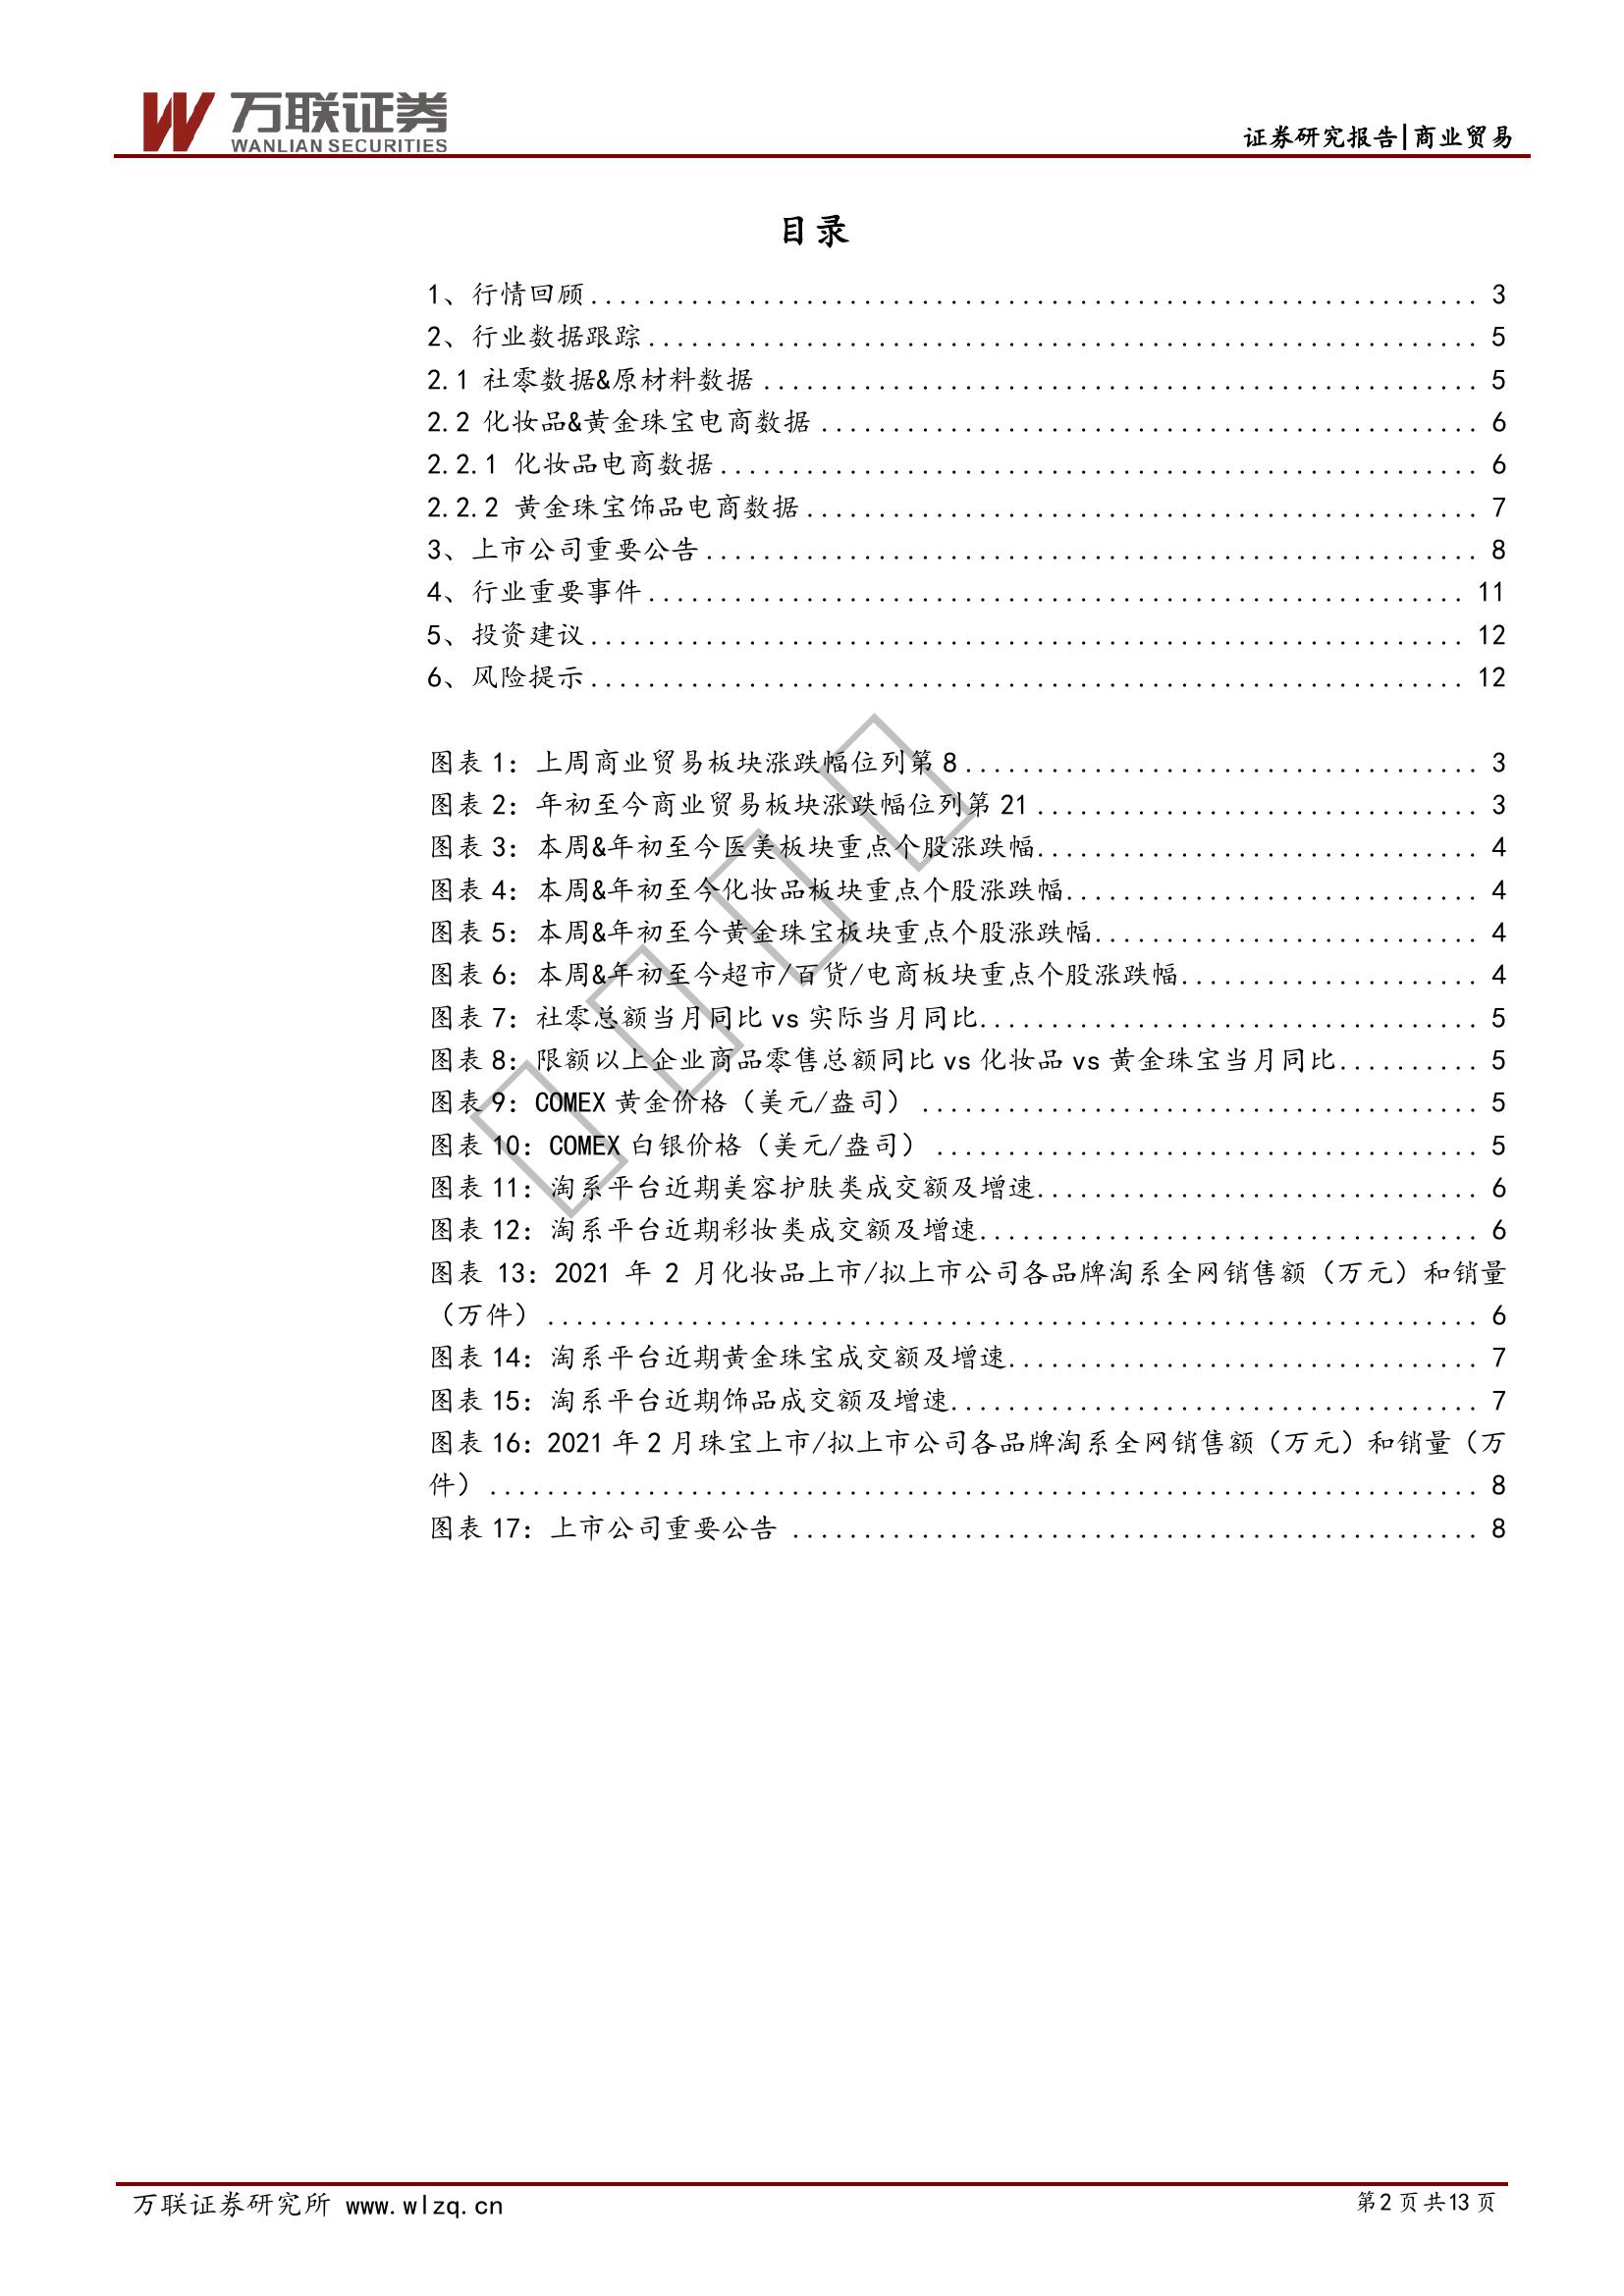 万联证券
WANLIAN SECURITIES
证券研究报告|商业贸易
目录
1、行情回顾 3
2、行业数据跟踪 5
2.1 社零数据&原材料数据 5
2.2 化妆品&黄金珠宝电商数据 6
2.2.1 化妆品电商数据 6
2.2.2 黄金珠宝饰品电商数据 7
3、上市公司重要公告 8
4、行业重要事件 11
5、投资建议 12
6、风险提示 12
图表 1：上周商业贸易板块涨跌幅位列第 8 3
图表 2：年初至今商业贸易板块涨跌幅位列第 21 3
图表 3：本周&年初至今医美板块重点个股涨跌幅 4
图表 4：本周&年初至今化妆品板块重点个股涨跌幅 4
图表 5：本周&年初至今黄金珠宝板块重点个股涨跌幅 4
图表 6：本周&年初至今超市/百货/电商板块重点个股涨跌幅 4
图表 7：社零总额当月同比 vs 实际当月同比 5
图表 8：限额以上企业商品零售总额同比 vs 化妆品 vs 黄金珠宝当月同比 5
图表 9：COMEX 黄金价格（美元/盎司） 5
图表 10：COMEX 白银价格（美元/盎司） 5
图表 11：淘系平台近期美容护肤类成交额及增速 6
图表 12：淘系平台近期彩妆类成交额及增速 6
图表 13：2021 年 2 月化妆品上市/拟上市公司各品牌淘系全网销售额（万元）和销量
（万件） 6
图表 14：淘系平台近期黄金珠宝成交额及增速 7
图表 15：淘系平台近期饰品成交额及增速 7
图表 16：2021 年 2 月珠宝上市/拟上市公司各品牌淘系全网销售额（万元）和销量（万
件） 8
图表 17：上市公司重要公告 8
万联证券研究所 www.wlzq.cn
第 2 页 共 13 页